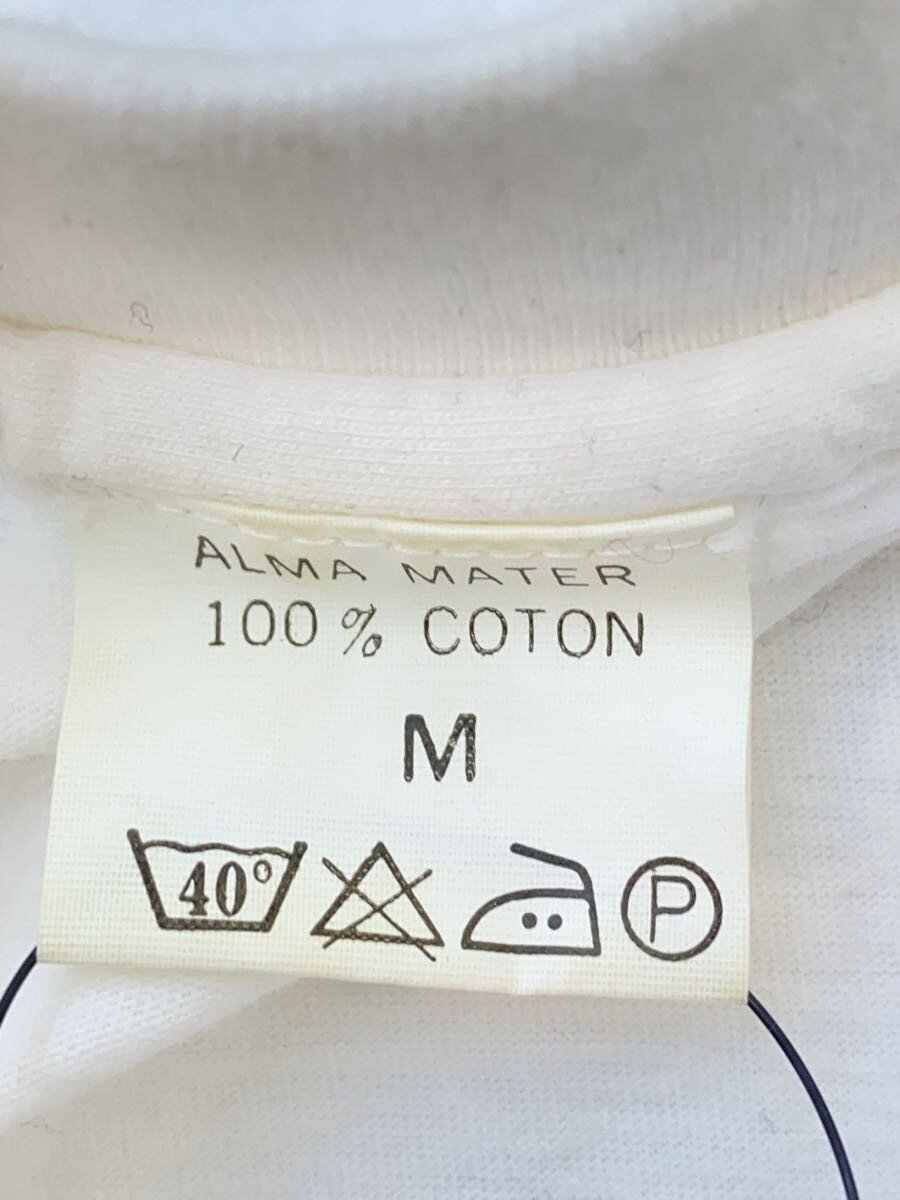 ALMA MATER
100% COTON
M
40° P